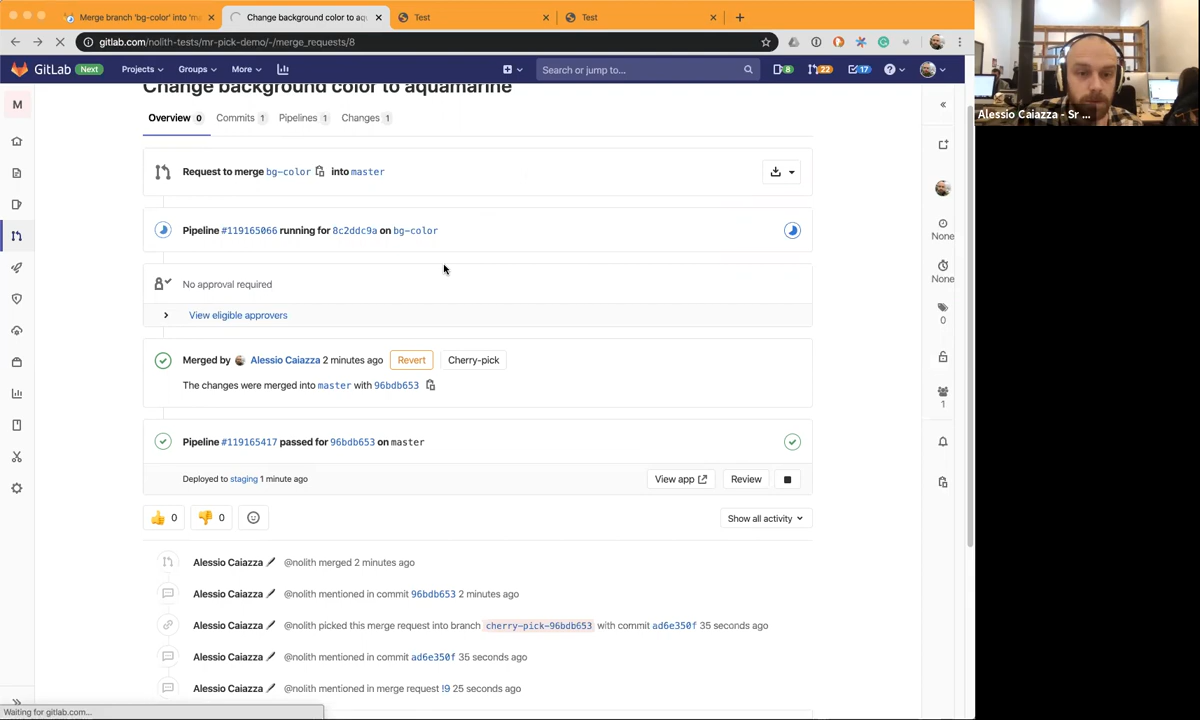 Merge branch 'bg-color' into 'ma
Change background color to aqu
Test
Test
gitlab.com/nolith-tests/mr-pick-demo/-/merge_requests/8
GitLab Next Projects Groups More Search or jump to... 8 22 17
M
Change background color to aquamarine
Overview 0 Commits 1 Pipelines 1 Changes 1
Request to merge bg-color into master
Pipeline #119165066 running for 8c2ddc9a on bg-color
No approval required
View eligible approvers
Merged by Alessio Caiazza 2 minutes ago Revert Cherry-pick
The changes were merged into master with 96bdb653
Pipeline #119165417 passed for 96bdb653 on master
Deployed to staging 1 minute ago View app Review
0 0 Show all activity
Alessio Caiazza @nolith merged 2 minutes ago
Alessio Caiazza @nolith mentioned in commit 96bdb653 2 minutes ago
Alessio Caiazza @nolith picked this merge request into branch cherry-pick-96bdb653 with commit ad6e350f 35 seconds ago
Alessio Caiazza @nolith mentioned in commit ad6e350f 35 seconds ago
Alessio Caiazza @nolith mentioned in merge request !9 25 seconds ago
None
None
0
1
Waiting for gitlab.com...
Alessio Caiazza - Sr ...